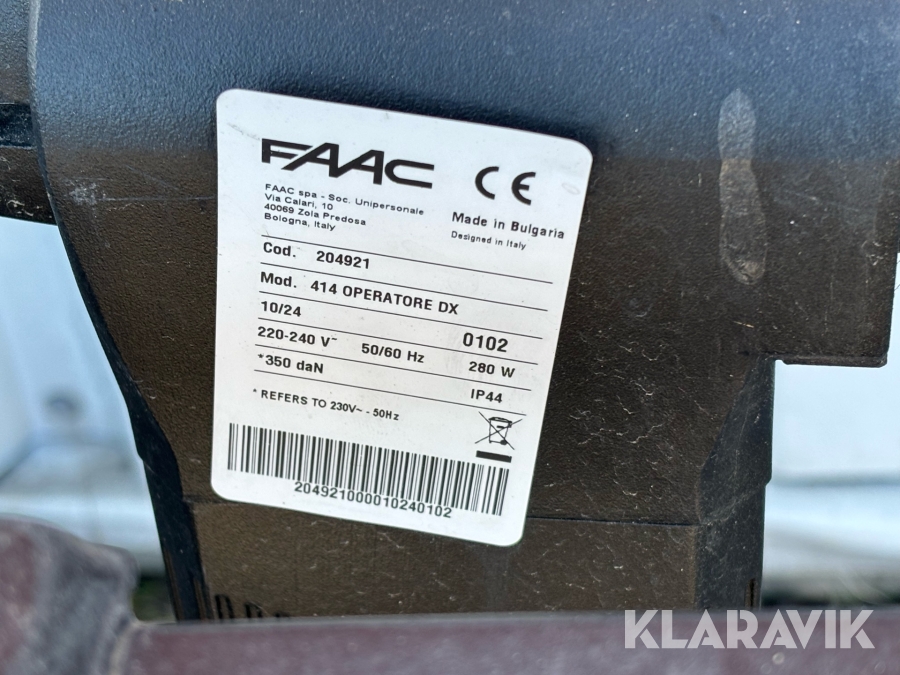 FAAC CE
FAAC spa - Soc. Unipersonale
Via Calari, 10
40069 Zola Predosa
Bologna, Italy
Made in Bulgaria
Designed in Italy
Cod. 204921
Mod. 414 OPERATORE DX
10/24 0102
220-240 V~ 50/60 Hz 280 W
*350 daN IP44
* REFERS TO 230V~ - 50Hz
204921000010240102
KLARAVIK